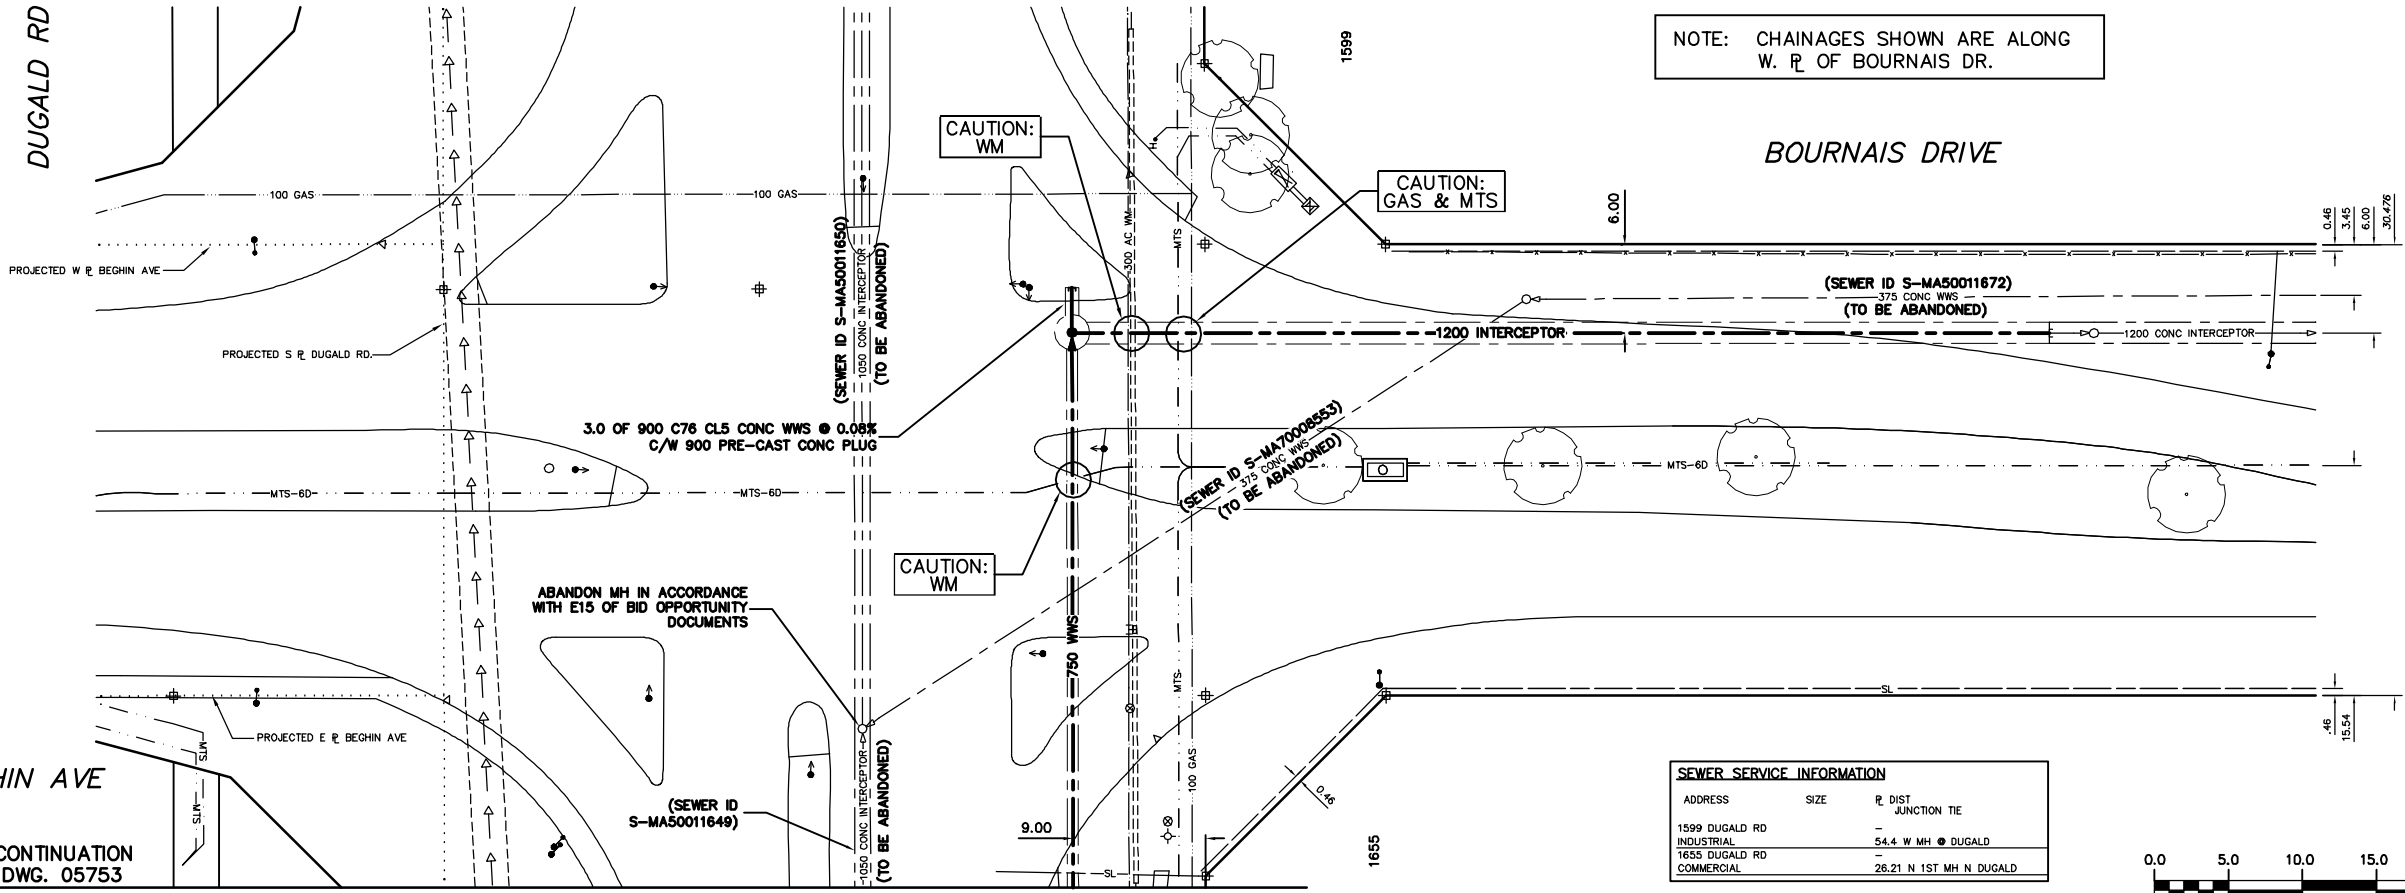 DUGALD RD
NOTE: CHAINAGES SHOWN ARE ALONG
W. PL OF BOURNAIS DR.
1599
BOURNAIS DRIVE
CAUTION:
WM
CAUTION:
GAS & MTS
100 GAS
100 GAS
H
6.00
0.46
3.45
6.00
30.476
PROJECTED W PL BEGHIN AVE
PROJECTED S PL DUGALD RD.
(SEWER ID S-MA50011650)
1050 CONC INTERCEPTOR
(TO BE ABANDONED)
300 AC WM
MTS
(SEWER ID S-MA50011672)
375 CONC WWS
(TO BE ABANDONED)
1200 INTERCEPTOR
1200 CONC INTERCEPTOR
3.0 OF 900 C76 CL5 CONC WWS @ 0.08%
C/W 900 PRE-CAST CONC PLUG
(SEWER ID S-MA70008553)
375 CONC WWS
(TO BE ABANDONED)
MTS-6D
MTS-6D
MTS-6D
CAUTION:
WM
ABANDON MH IN ACCORDANCE
WITH E15 OF BID OPPORTUNITY
DOCUMENTS
750 WWS
MTS
SL
.46
15.54
PROJECTED E PL BEGHIN AVE
MTS
MTS
HIN AVE
(SEWER ID
S-MA50011649)
1050 CONC INTERCEPTOR
(TO BE ABANDONED)
100 GAS
0.46
9.00
SL
1655
CONTINUATION
DWG. 05753
SEWER SERVICE INFORMATION
ADDRESS SIZE PL DIST
JUNCTION TIE
1599 DUGALD RD –
INDUSTRIAL 54.4 W MH @ DUGALD
1655 DUGALD RD –
COMMERCIAL 26.21 N 1ST MH N DUGALD
0.0 5.0 10.0 15.0